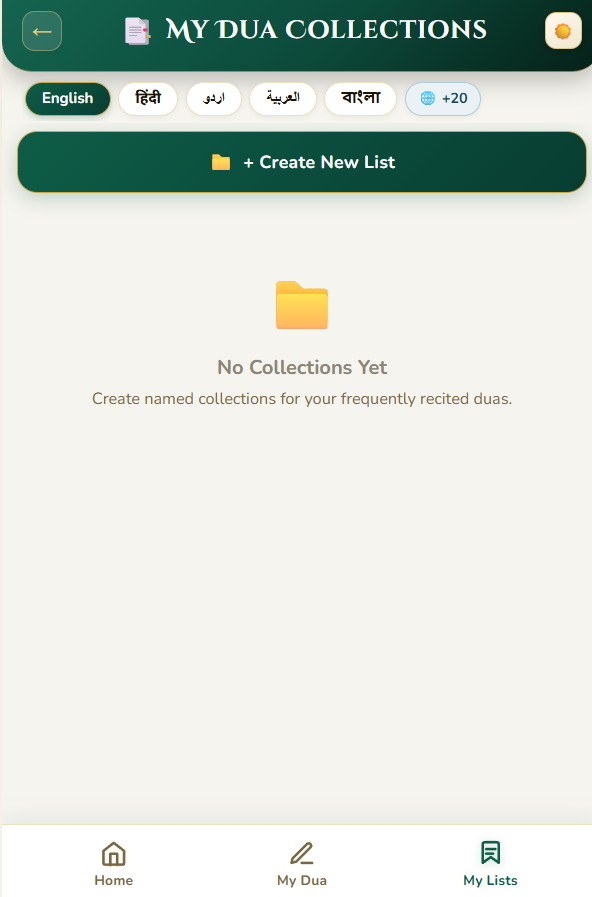 ← My Dua Collections
English हिंदी اردو العربية বাংলা +20
+ Create New List
No Collections Yet
Create named collections for your frequently recited duas.
Home My Dua My Lists